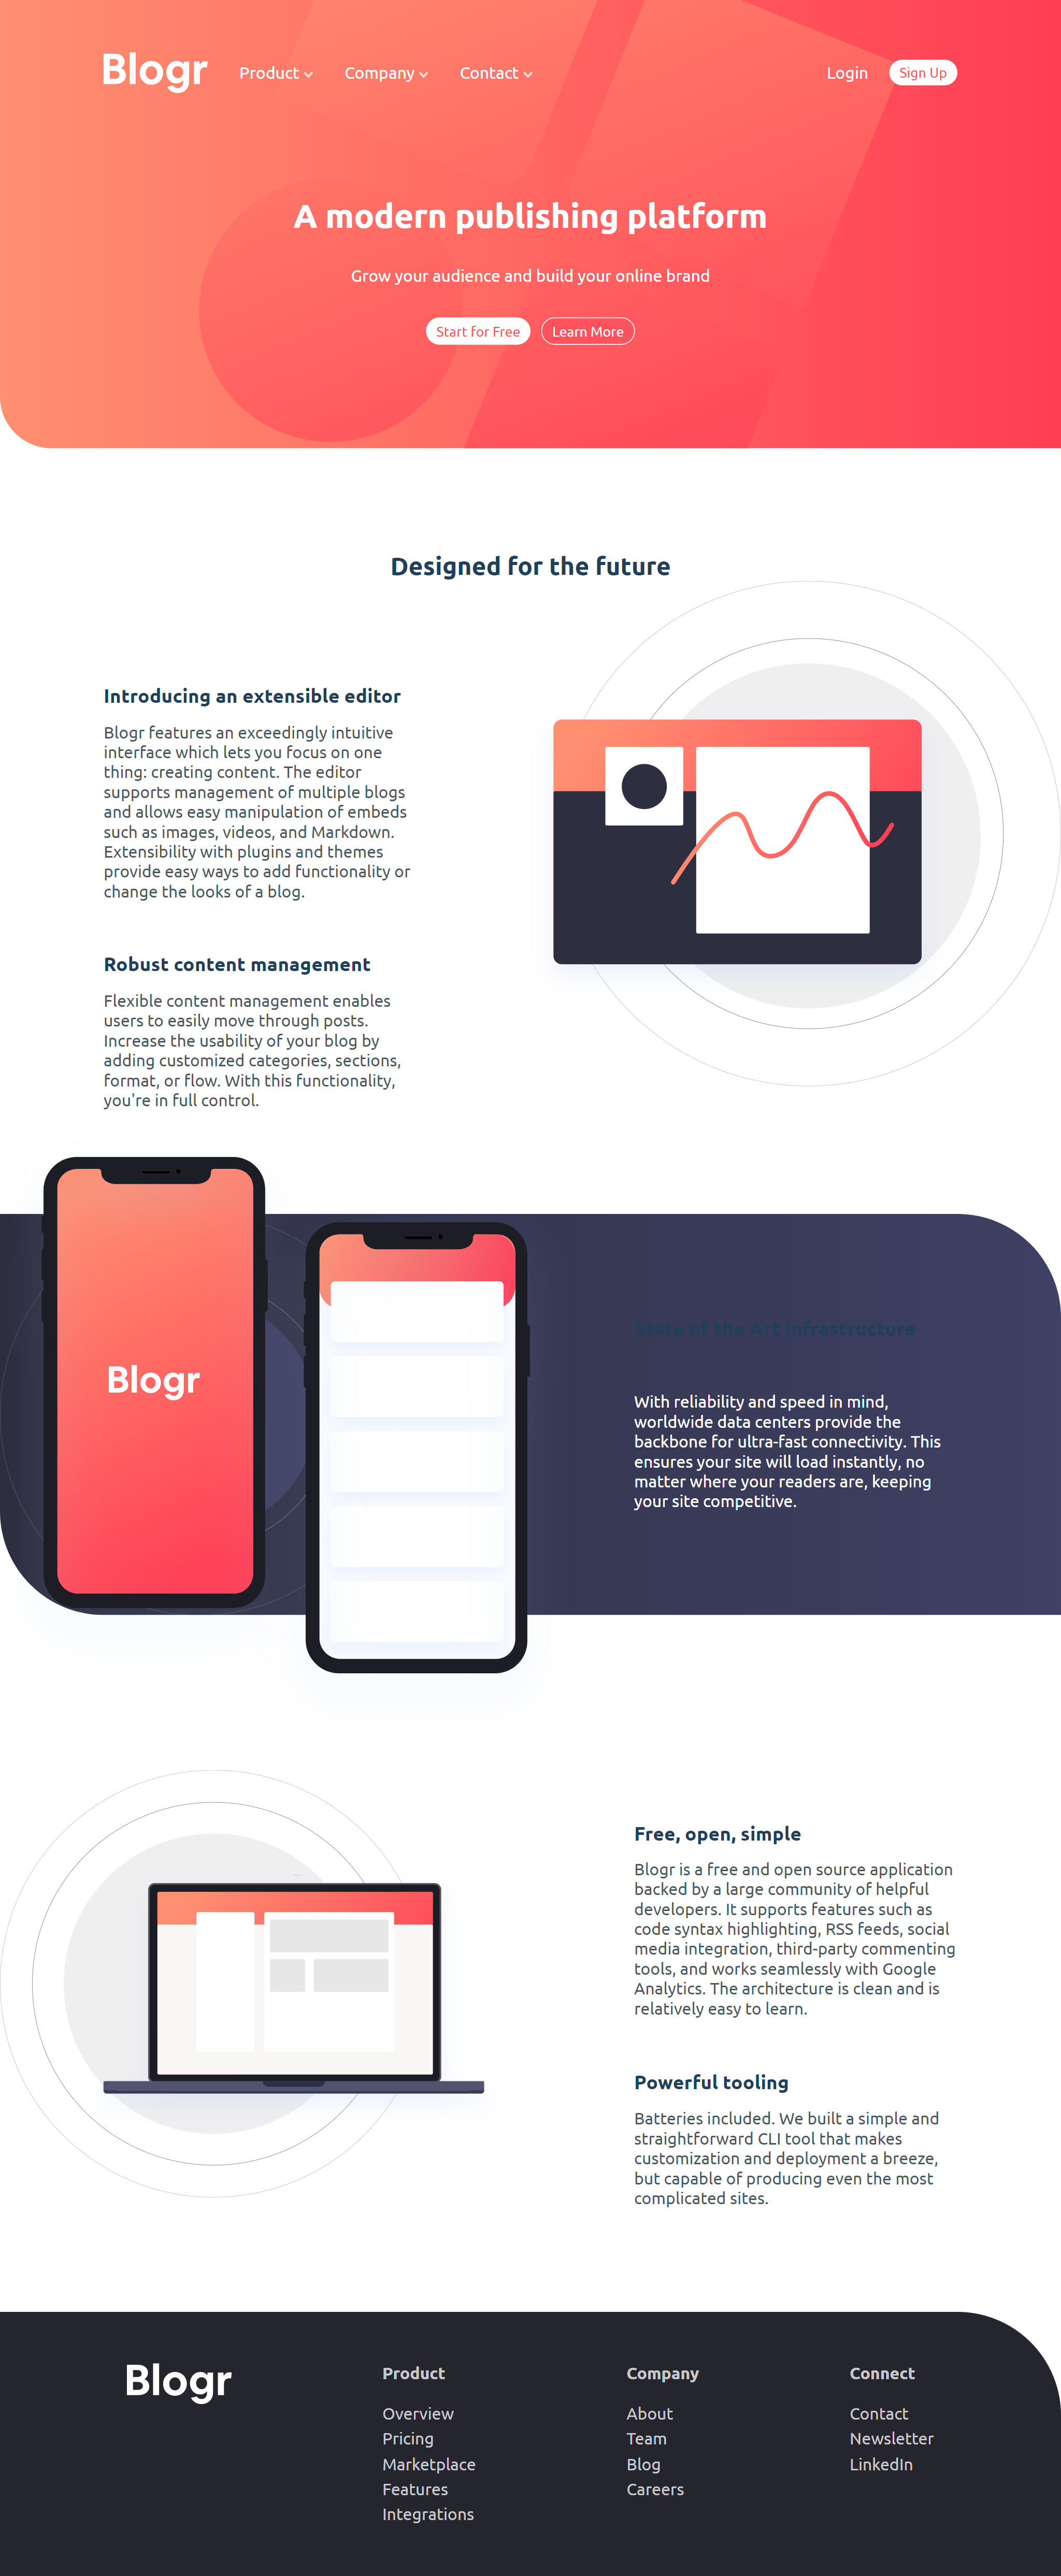 Blogr
Product
Company
Contact
Login
Sign Up
A modern publishing platform
Grow your audience and build your online brand
Start for Free
Learn More
Designed for the future
Introducing an extensible editor
Blogr features an exceedingly intuitive
interface which lets you focus on one
thing: creating content. The editor
supports management of multiple blogs
and allows easy manipulation of embeds
such as images, videos, and Markdown.
Extensibility with plugins and themes
provide easy ways to add functionality or
change the looks of a blog.
Robust content management
Flexible content management enables
users to easily move through posts.
Increase the usability of your blog by
adding customized categories, sections,
format, or flow. With this functionality,
you're in full control.
Blogr
State of the Art Infrastructure
With reliability and speed in mind,
worldwide data centers provide the
backbone for ultra-fast connectivity. This
ensures your site will load instantly, no
matter where your readers are, keeping
your site competitive.
Free, open, simple
Blogr is a free and open source application
backed by a large community of helpful
developers. It supports features such as
code syntax highlighting, RSS feeds, social
media integration, third-party commenting
tools, and works seamlessly with Google
Analytics. The architecture is clean and is
relatively easy to learn.
Powerful tooling
Batteries included. We built a simple and
straightforward CLI tool that makes
customization and deployment a breeze,
but capable of producing even the most
complicated sites.
Blogr
Product
Overview
Pricing
Marketplace
Features
Integrations
Company
About
Team
Blog
Careers
Connect
Contact
Newsletter
LinkedIn